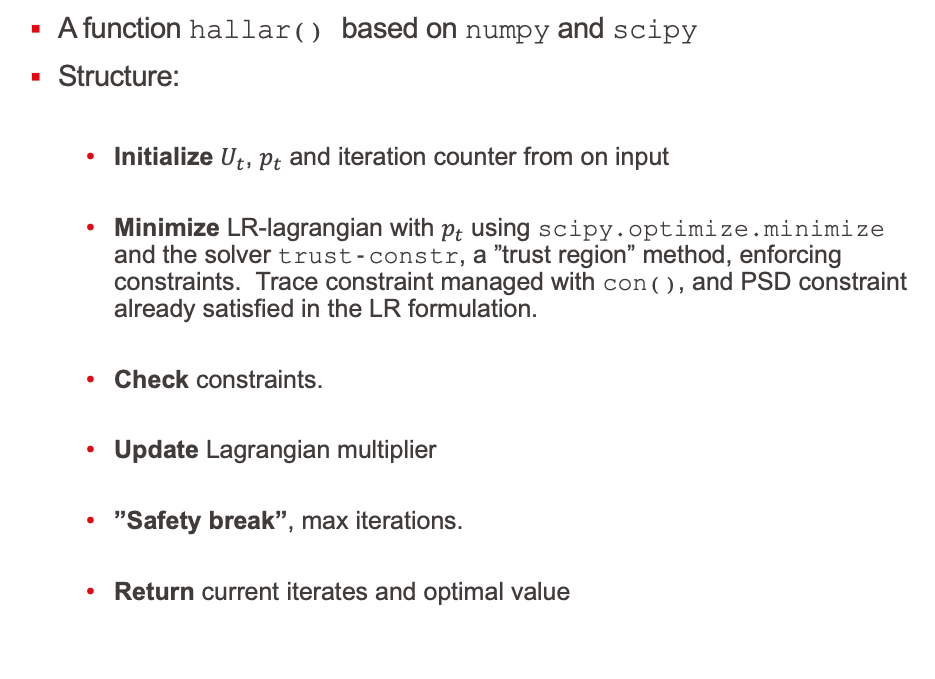 ▪ A function hallar() based on numpy and scipy
▪ Structure:
• Initialize Uₜ, pₜ and iteration counter from on input
• Minimize LR-lagrangian with pₜ using scipy.optimize.minimize
and the solver trust-constr, a ”trust region” method, enforcing
constraints. Trace constraint managed with con(), and PSD constraint
already satisfied in the LR formulation.
• Check constraints.
• Update Lagrangian multiplier
• ”Safety break”, max iterations.
• Return current iterates and optimal value